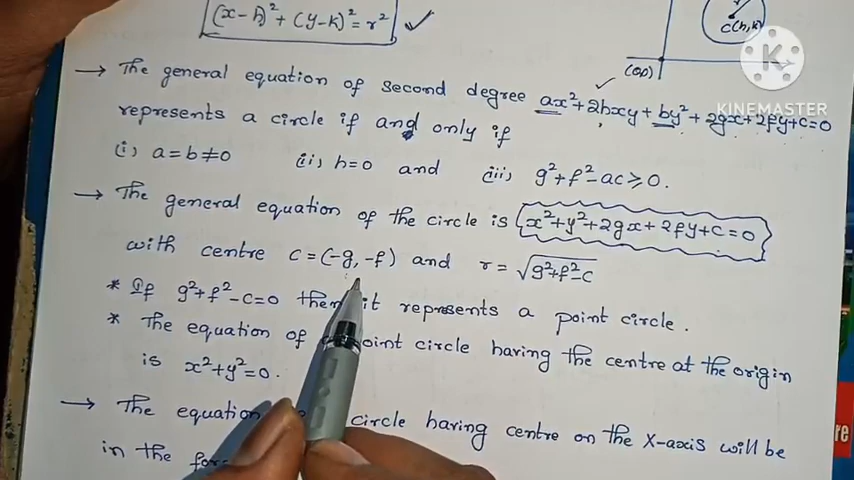 (x-h)² + (y-k)² = r² ✓
c(h,k)
(0,0)
K
KINEMASTER
→ The general equation of second degree ax²+2hxy+by²+2gx+2fy+c=0
represents a circle if and only if
(i) a=b≠0 (ii) h=0 and (iii) g²+f²-ac≥0.
→ The general equation of the circle is x²+y²+2gx+2fy+c=0
with centre c=(-g,-f) and r=√g²+f²-c
* If g²+f²-c=0 then it represents a point circle.
* The equation of point circle having the centre at the origin
is x²+y²=0.
→ The equation circle having centre on the X-axis will be
in the